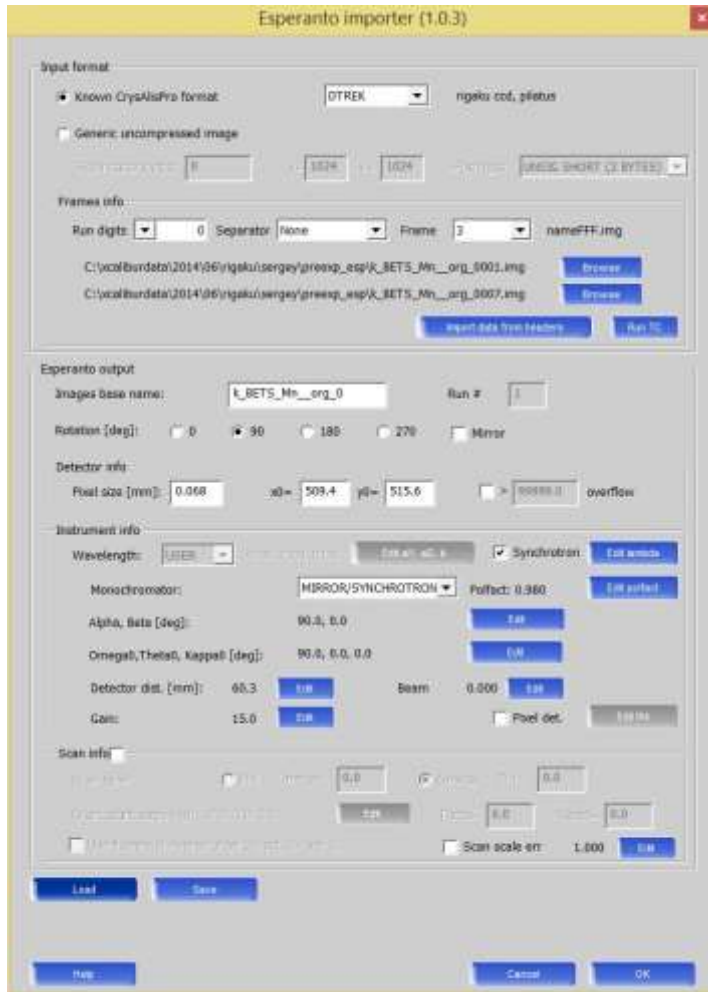 Esperanto importer (1.0.3)
Input format
Known CrysAlisPro format DTREK rigaku ccd, pilatus
Generic uncompressed image
1024 1024 UNSIG SHORT (2 BYTES)
Frames info
Run digits 0 Separator None Frame 3 nameFFF.img
C:\xcaliburdata\2014\06\rigaku\sergey\preexp_esp\k_BETS_Mn__org_0001.img Browse
C:\xcaliburdata\2014\06\rigaku\sergey\preexp_esp\k_BETS_Mn__org_0007.img Browse
Import data from headers Run TC
Esperanto output
Images base name: k_BETS_Mn__org_0 Run # 1
Rotation [deg]: 0 90 180 270 Mirror
Detector info
Pixel size [mm]: 0.068 x0= 509.4 y0= 515.6 > overflow
Instrument info
Wavelength: USER Synchrotron Edit lambda
Monochromator: MIRROR/SYNCHROTRON Polfact: 0.980 Edit polfact
Alpha, Beta [deg]: 90.0, 0.0 Edit
Omega0,Theta0, Kappa0 [deg]: 90.0, 0.0, 0.0 Edit
Detector dist. [mm]: 60.3 Edit Beam 0.000 Edit
Gain: 15.0 Edit Pixel det.
Scan info
0.0 0.0
Edit 0.0 0.0
Scan scale err 1.000 Edit
Load Save
Help Cancel OK